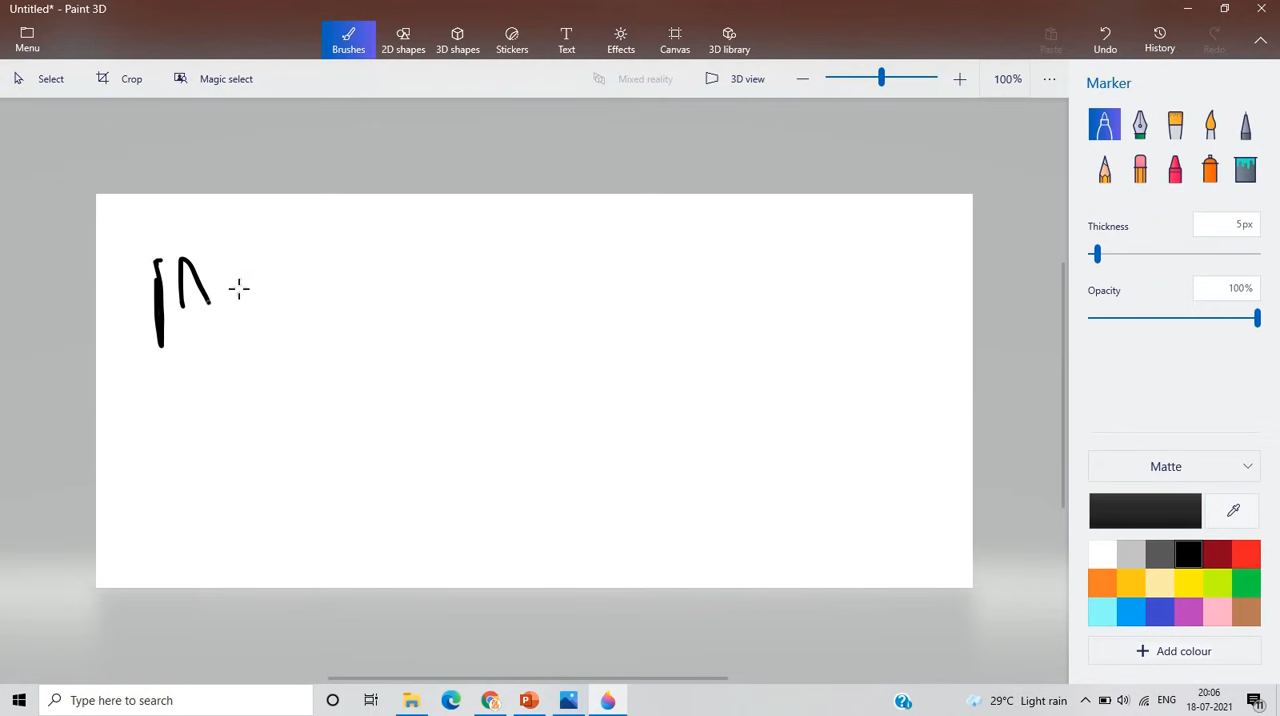 Untitled* - Paint 3D
Menu
Brushes
2D shapes
3D shapes
Stickers
Text
Effects
Canvas
3D library
Paste
Undo
History
Redo
Select
Crop
Magic select
Mixed reality
3D view
100%
Marker
Thickness
5px
Opacity
100%
Matte
Add colour
Type here to search
29°C Light rain
ENG
20:06
18-07-2021
11